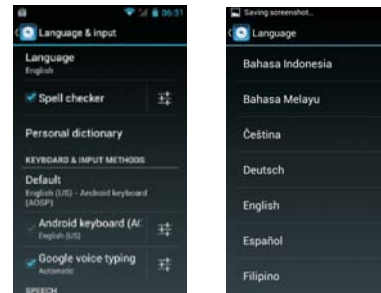 06:31
Language & input
Language
English
Spell checker
Personal dictionary
KEYBOARD & INPUT METHODS
Default
English (US) - Android keyboard
(AOSP)
Android keyboard (AC
English (US)
Google voice typing
Automatic
SPEECH
Saving screenshot...
Language
Bahasa Indonesia
Bahasa Melayu
Čeština
Deutsch
English
Español
Filipino